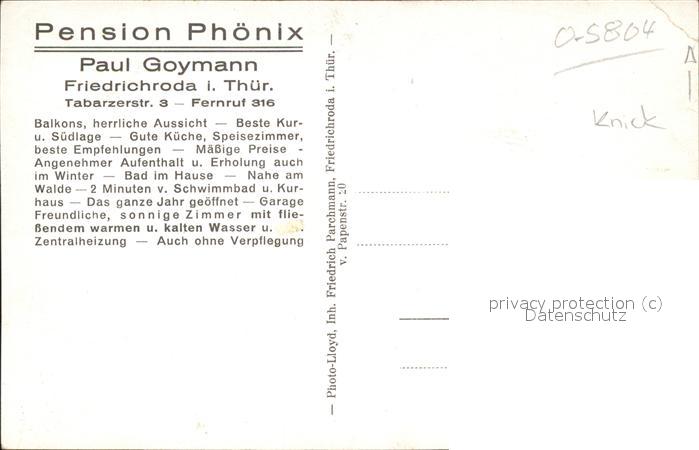 Pension Phönix
Paul Goymann
Friedrichroda i. Thür.
Tabarzerstr. 3 — Fernruf 316
Balkons, herrliche Aussicht — Beste Kur-
u. Südlage — Gute Küche, Speisezimmer,
beste Empfehlungen — Mäßige Preise -
Angenehmer Aufenthalt u. Erholung auch
im Winter — Bad im Hause — Nahe am
Walde — 2 Minuten v. Schwimmbad u. Kur-
haus — Das ganze Jahr geöffnet — Garage
Freundliche, sonnige Zimmer mit flie-
ßendem warmen u. kalten Wasser u.
Zentralheizung — Auch ohne Verpflegung
— Photo-Lloyd, Inh. Friedrich Parchmann, Friedrichroda i. Thür. —
v. Papenstr. 20
0-5804
Knick
privacy protection (c)
Datenschutz